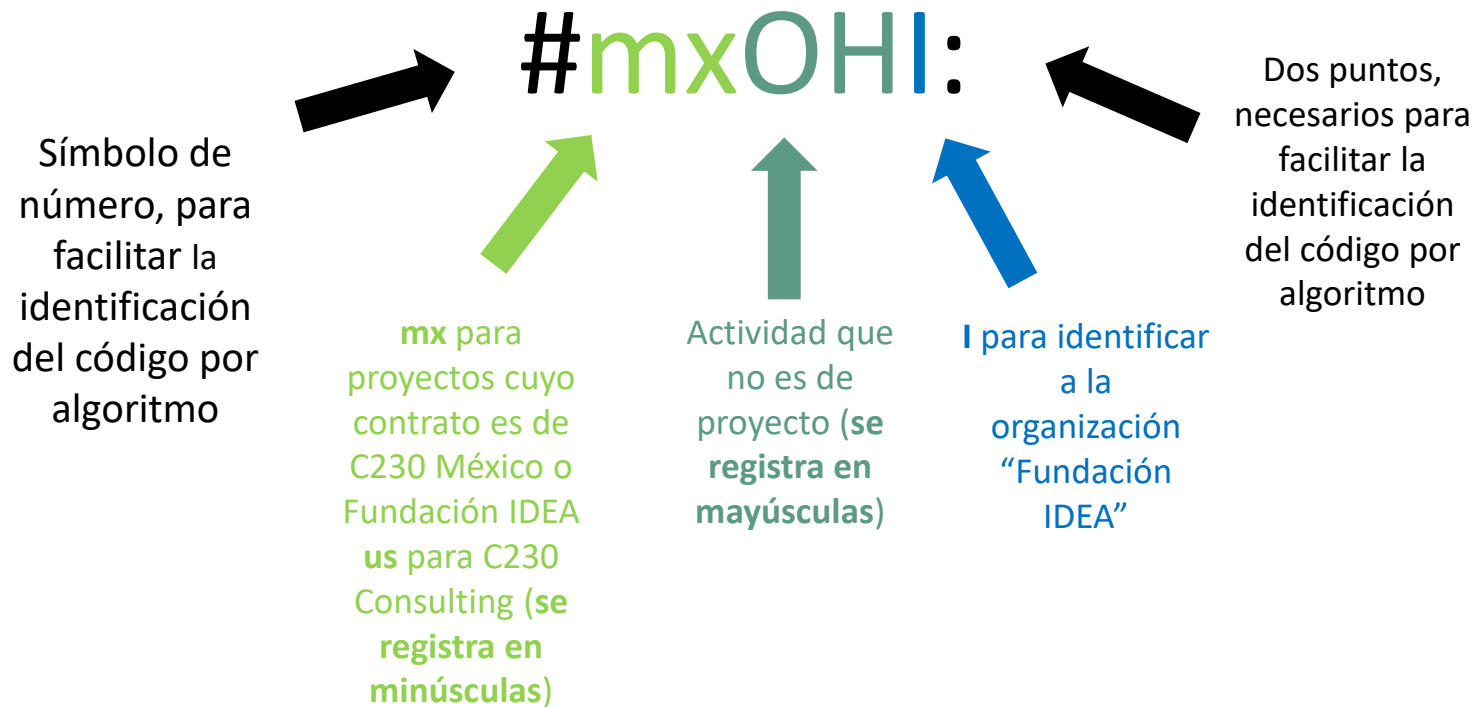 #mxOHI:
Símbolo de
número, para
facilitar la
identificación
del código por
algoritmo
mx para
proyectos cuyo
contrato es de
C230 México o
Fundación IDEA
us para C230
Consulting (se
registra en
minúsculas)
Actividad que
no es de
proyecto (se
registra en
mayúsculas)
I para identificar
a la
organización
“Fundación
IDEA”
Dos puntos,
necesarios para
facilitar la
identificación
del código por
algoritmo